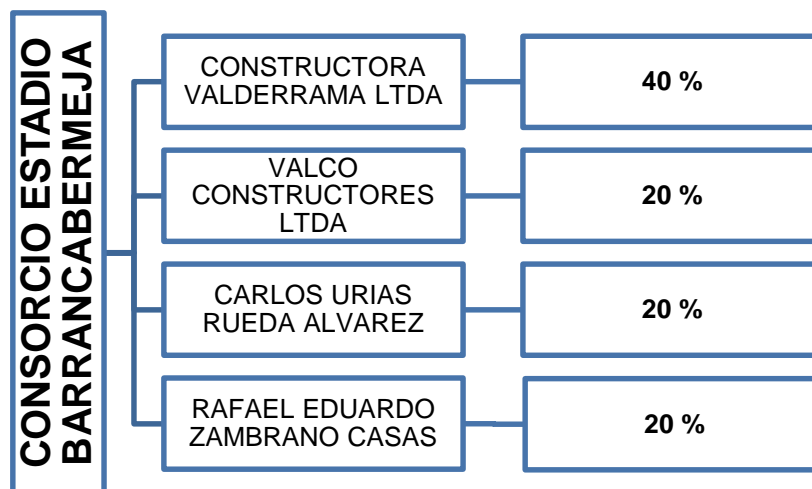 CONSORCIO ESTADIO
BARRANCABERMEJA
CONSTRUCTORA
VALDERRAMA LTDA
40 %
VALCO
CONSTRUCTORES
LTDA
20 %
CARLOS URIAS
RUEDA ALVAREZ
20 %
RAFAEL EDUARDO
ZAMBRANO CASAS
20 %